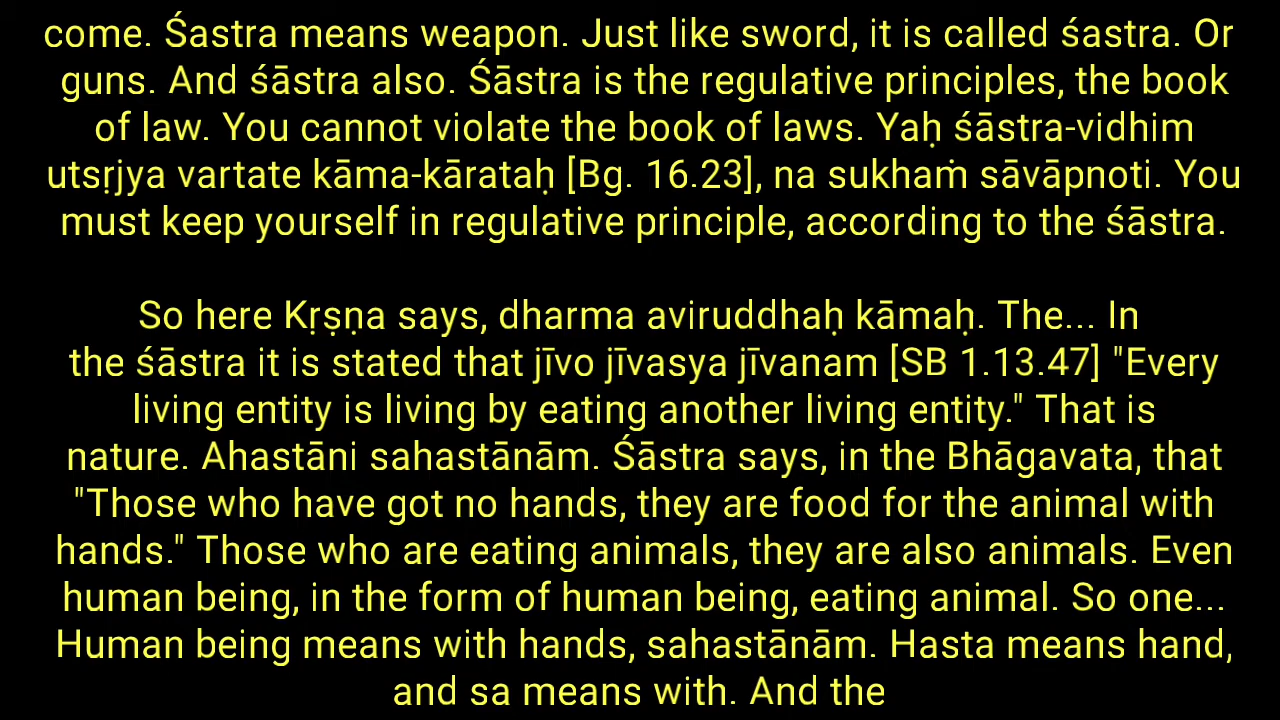 come. Śastra means weapon. Just like sword, it is called śastra. Or
guns. And śāstra also. Śāstra is the regulative principles, the book
of law. You cannot violate the book of laws. Yaḥ śāstra-vidhim
utsṛjya vartate kāma-kārataḥ [Bg. 16.23], na sukhaṁ sāvāpnoti. You
must keep yourself in regulative principle, according to the śāstra.
So here Kṛṣṇa says, dharma aviruddhaḥ kāmaḥ. The... In
the śāstra it is stated that jīvo jīvasya jīvanam [SB 1.13.47] "Every
living entity is living by eating another living entity." That is
nature. Ahastāni sahastānām. Śāstra says, in the Bhāgavata, that
"Those who have got no hands, they are food for the animal with
hands." Those who are eating animals, they are also animals. Even
human being, in the form of human being, eating animal. So one...
Human being means with hands, sahastānām. Hasta means hand,
and sa means with. And the